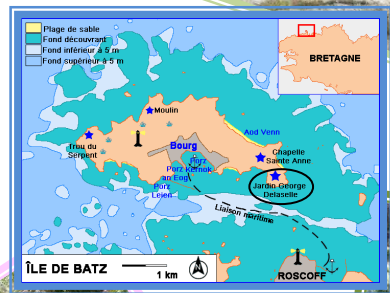 Plage de sable
Fond découvrant
Fond inférieur à 5 m
Fond supérieur à 5 m
BRETAGNE
Moulin
Aod Venn
Trou du
Serpent
Bourg
Chapelle
Sainte Anne
Porz
Kernok
Porz
an Eog
Porz
Leien
Jardin George
Delaselle
Liaison maritime
ÎLE DE BATZ
1 km
ROSCOFF